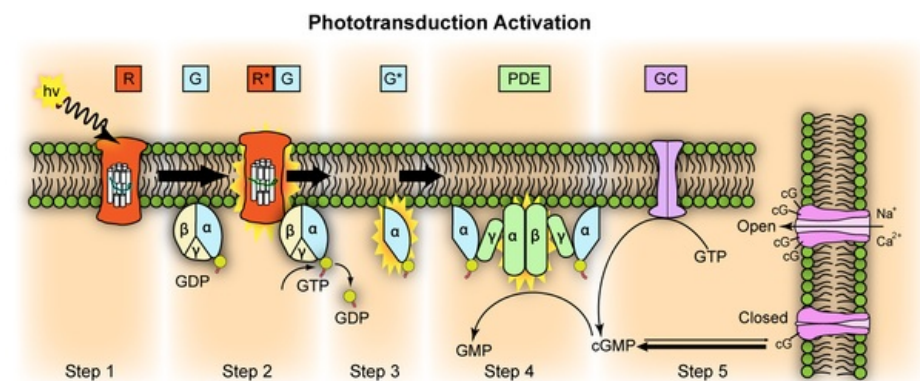 Phototransduction Activation
hν
R
G
R* G
G*
PDE
GC
β α
γ
GDP
β α
γ
GTP
GDP
α
α γ α β γ α
GMP
cGMP
GTP
cG
cG
Open
cG
cG
Na⁺
Ca²⁺
Closed
cG
Step 1
Step 2
Step 3
Step 4
Step 5